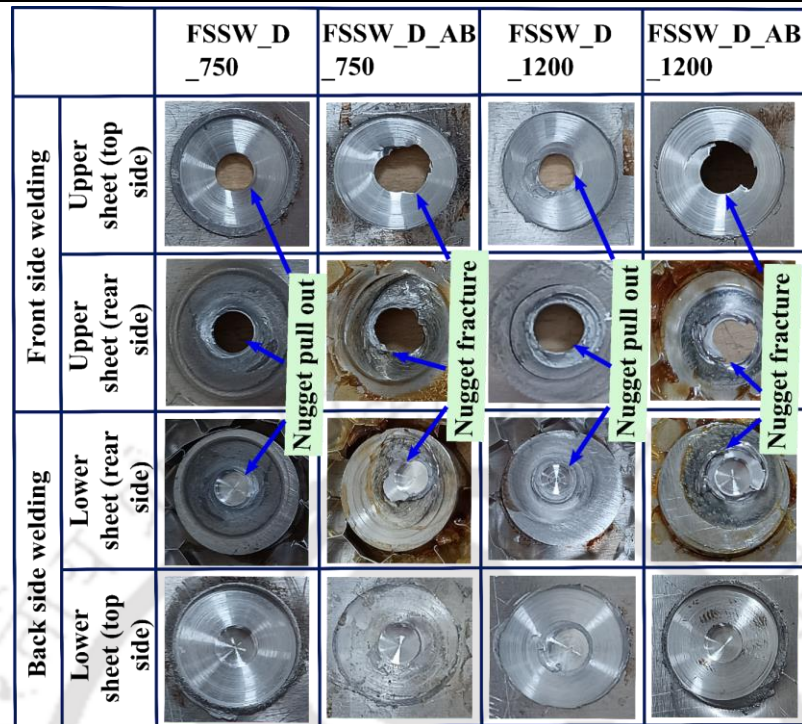 FSSW_D
_750
FSSW_D_AB
_750
FSSW_D
_1200
FSSW_D_AB
_1200
Front side welding
Upper
sheet (top
side)
Upper
sheet (rear
side)
Back side welding
Lower
sheet (rear
side)
Lower
sheet (top
side)
Nugget pull out
Nugget fracture
Nugget pull out
Nugget fracture